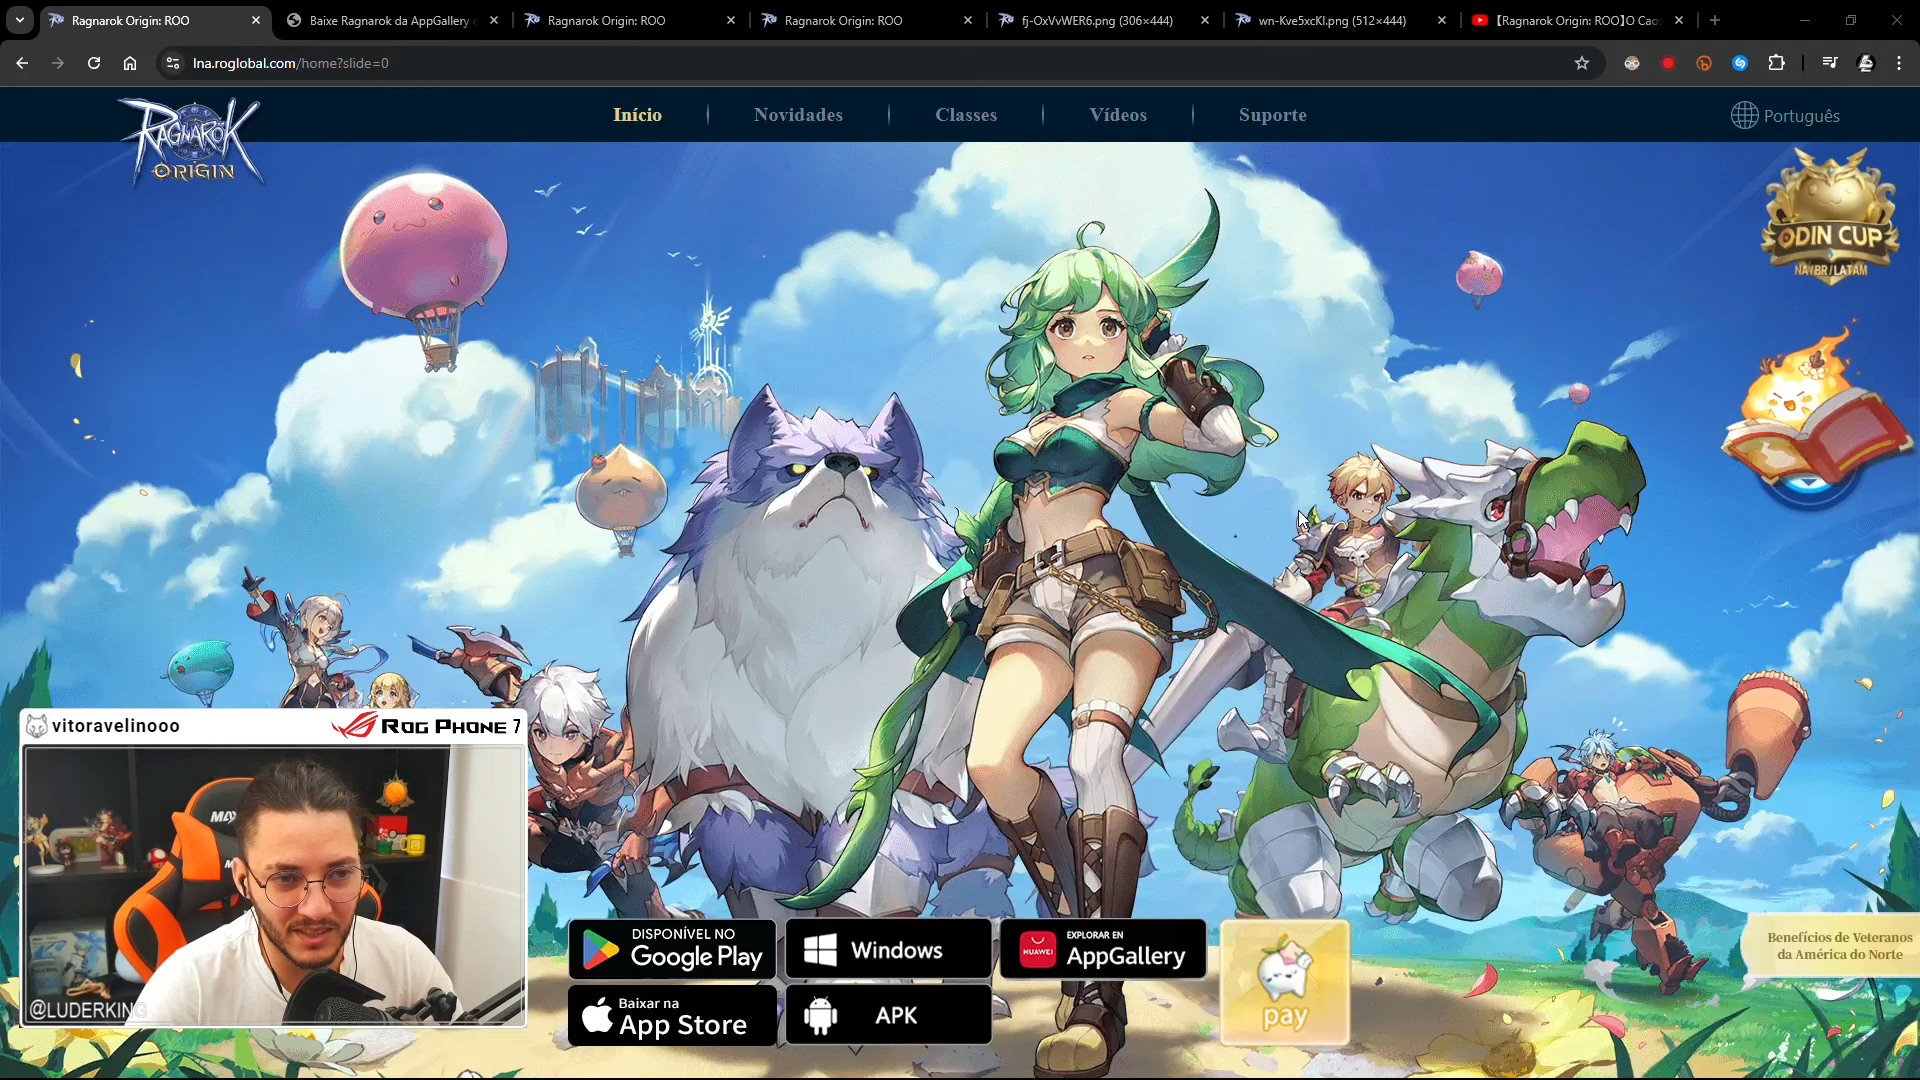 Ragnarok Origin: ROO
Baixe Ragnarok da AppGallery e
Ragnarok Origin: ROO
Ragnarok Origin: ROO
fj-OxVvWER6.png (306×444)
wn-Kve5xcKl.png (512×444)
【Ragnarok Origin: ROO】O Caos
lna.roglobal.com/home?slide=0
RAGNARÖK
ORIGIN
Início
Novidades
Classes
Vídeos
Suporte
Português
ODIN CUP
NA/BR/LATAM
vitoravelinooo
ROG PHONE 7
MAX
@LUDERKING
DISPONÍVEL NO
Google Play
Windows
HUAWEI
EXPLORAR EN
AppGallery
Baixar na
App Store
APK
pay
Benefícios de Veteranos
da América do Norte